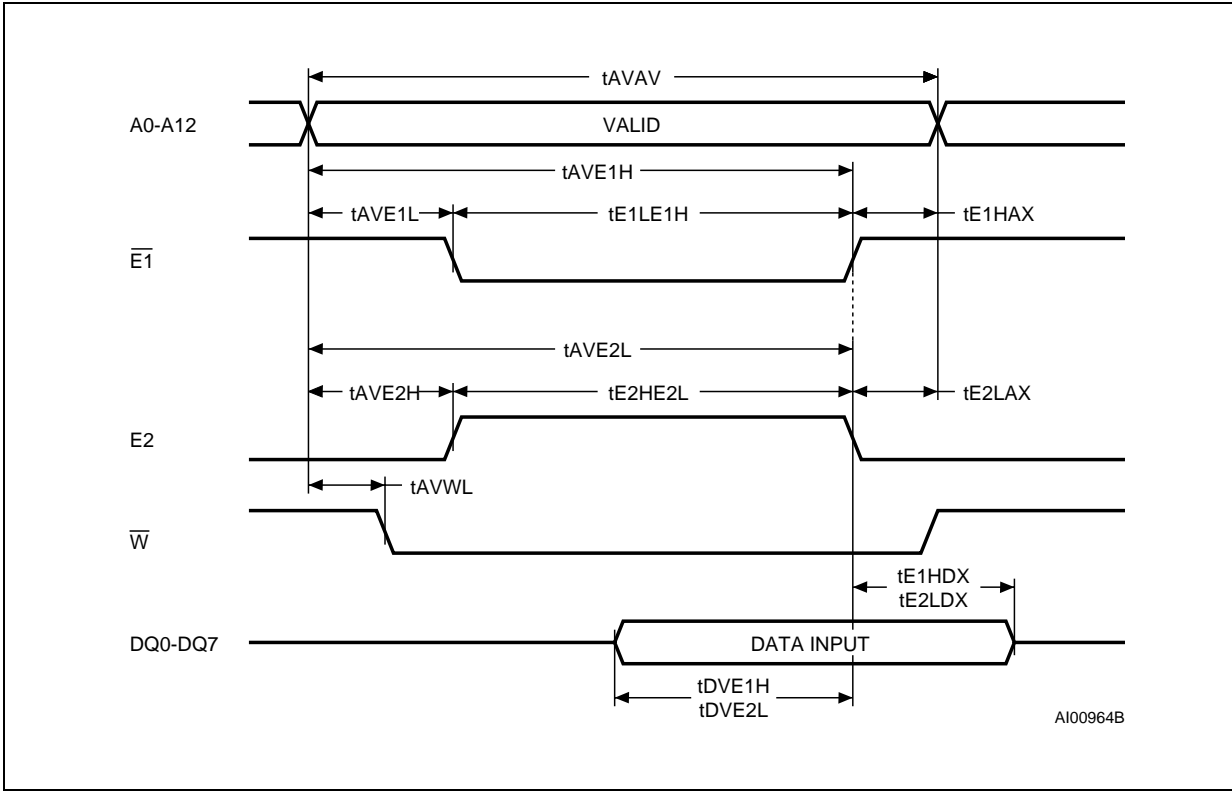 tAVAV
A0-A12 VALID
tAVE1H
tAVE1L tE1LE1H tE1HAX
E1
tAVE2L
tAVE2H tE2HE2L tE2LAX
E2
tAVWL
W
tE1HDX
tE2LDX
DQ0-DQ7 DATA INPUT
tDVE1H
tDVE2L
AI00964B